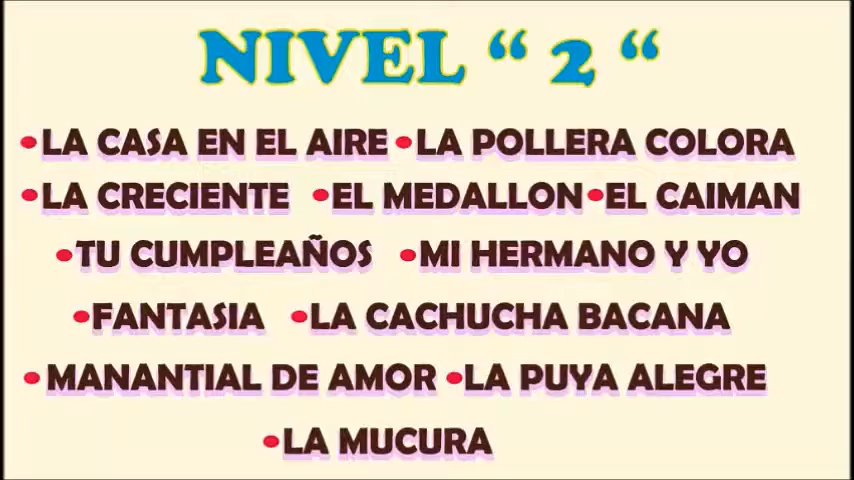 NIVEL “ 2 “
•LA CASA EN EL AIRE •LA POLLERA COLORA
•LA CRECIENTE •EL MEDALLON •EL CAIMAN
•TU CUMPLEAÑOS •MI HERMANO Y YO
•FANTASIA •LA CACHUCHA BACANA
•MANANTIAL DE AMOR •LA PUYA ALEGRE
•LA MUCURA